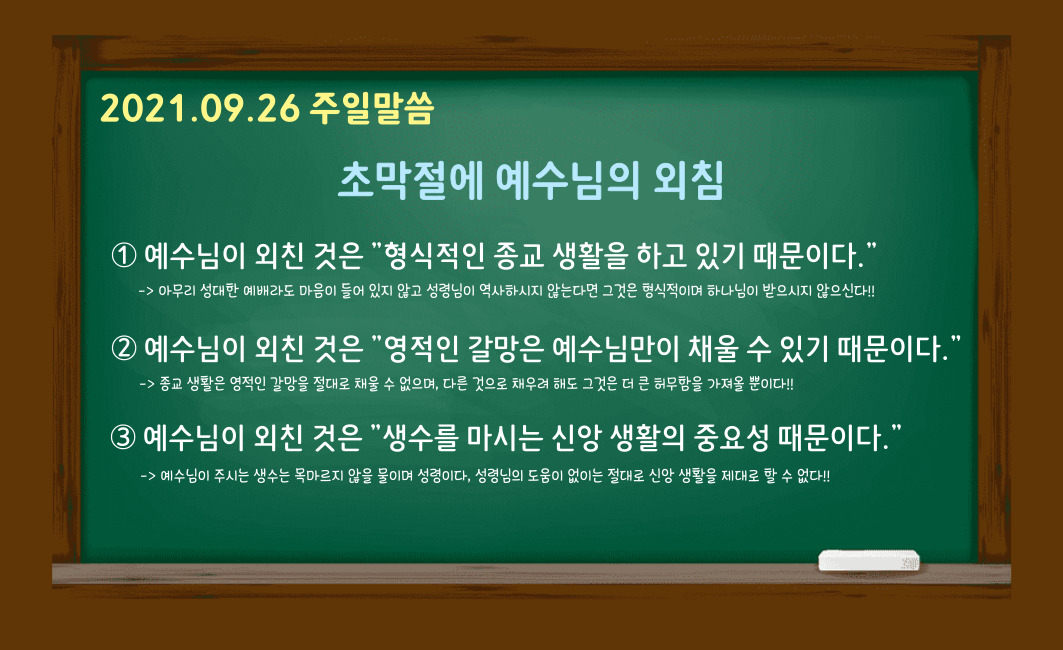 2021.09.26 주일말씀
초막절에 예수님의 외침
① 예수님이 외친 것은 "형식적인 종교 생활을 하고 있기 때문이다."
-> 아무리 성대한 예배라도 마음이 들어 있지 않고 성령님이 역사하시지 않는다면 그것은 형식적이며 하나님이 받으시지 않으신다!!
② 예수님이 외친 것은 "영적인 갈망은 예수님만이 채울 수 있기 때문이다."
-> 종교 생활은 영적인 갈망을 절대로 채울 수 없으며, 다른 것으로 채우려 해도 그것은 더 큰 허무함을 가져올 뿐이다!!
③ 예수님이 외친 것은 "생수를 마시는 신앙 생활의 중요성 때문이다."
-> 예수님이 주시는 생수는 목마르지 않을 물이며 성령이다, 성령님의 도움이 없이는 절대로 신앙 생활을 제대로 할 수 없다!!